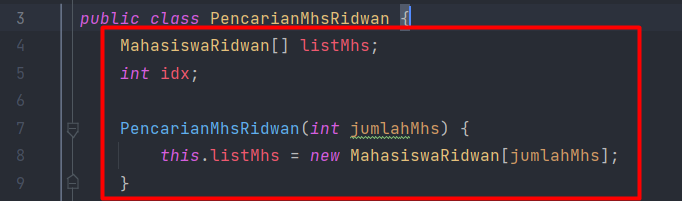 3 public class PencarianMhsRidwan {
4 MahasiswaRidwan[] listMhs;
5 int idx;
6
7 PencarianMhsRidwan(int jumlahMhs) {
8 this.listMhs = new MahasiswaRidwan[jumlahMhs];
9 }